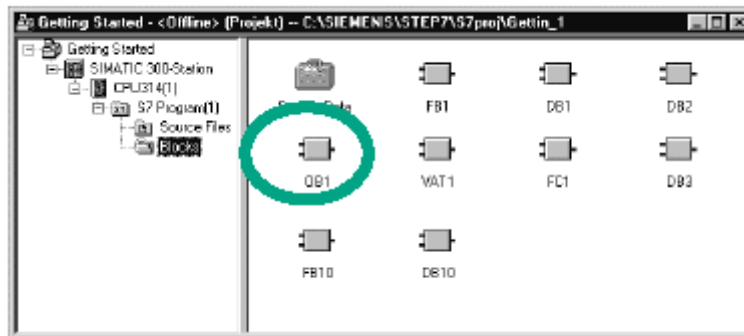 Getting Started - <Offline> (Projekt) -- C:\SIEMENS\STEP7\S7proj\Gettin_1
Getting Started
SIMATIC 300-Station
CPU314(1)
S7 Program(1)
Source Files
Blocks
FB1
DB1
DB2
OB1
VAT1
FC1
DB3
FB10
DB10